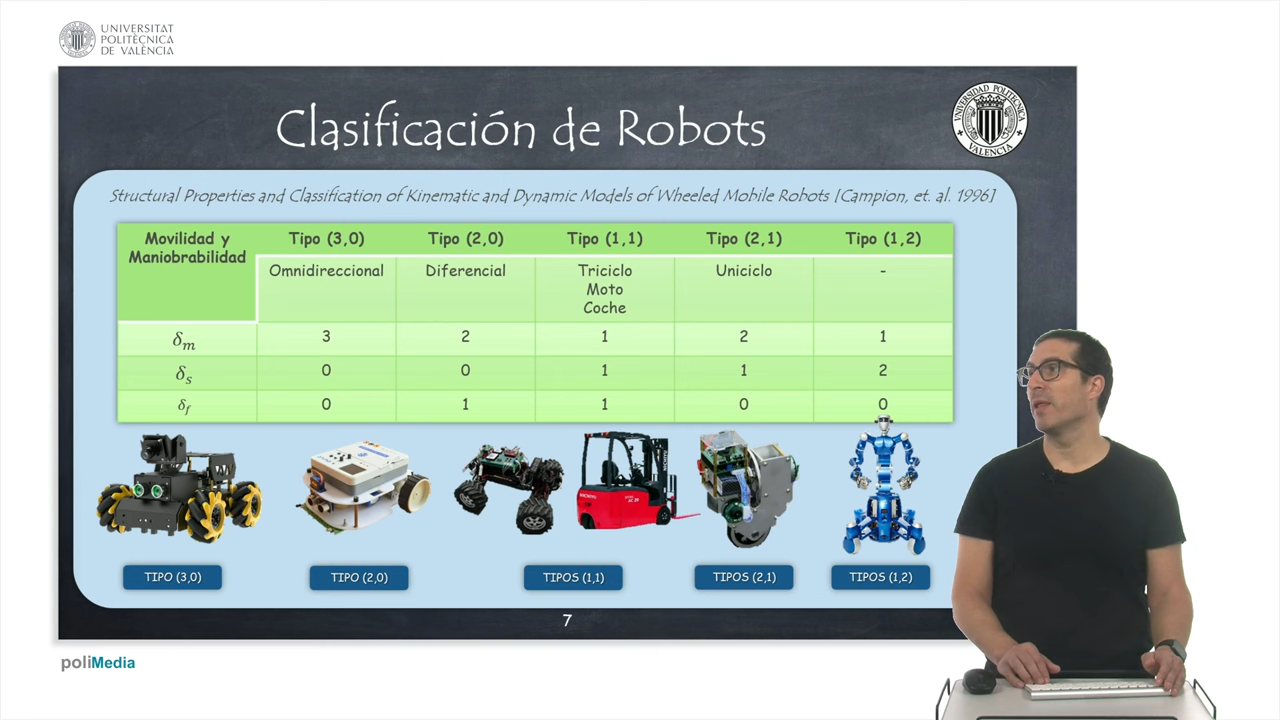 UNIVERSITAT
POLITÈCNICA
DE VALÈNCIA
Clasificación de Robots
UNIVERSIDAD POLITECNICA
VALENCIA
Structural Properties and Classification of Kinematic and Dynamic Models of Wheeled Mobile Robots [Campion, et. al. 1996]
Movilidad y Maniobrabilidad Tipo (3,0) Tipo (2,0) Tipo (1,1) Tipo (2,1) Tipo (1,2)
Omnidireccional Diferencial Triciclo Uniciclo -
Moto
Coche
δm 3 2 1 2 1
δs 0 0 1 1 2
δf 0 1 1 0 0
TIPO (3,0) TIPO (2,0) TIPOS (1,1) TIPOS (2,1) TIPOS (1,2)
7
poliMedia